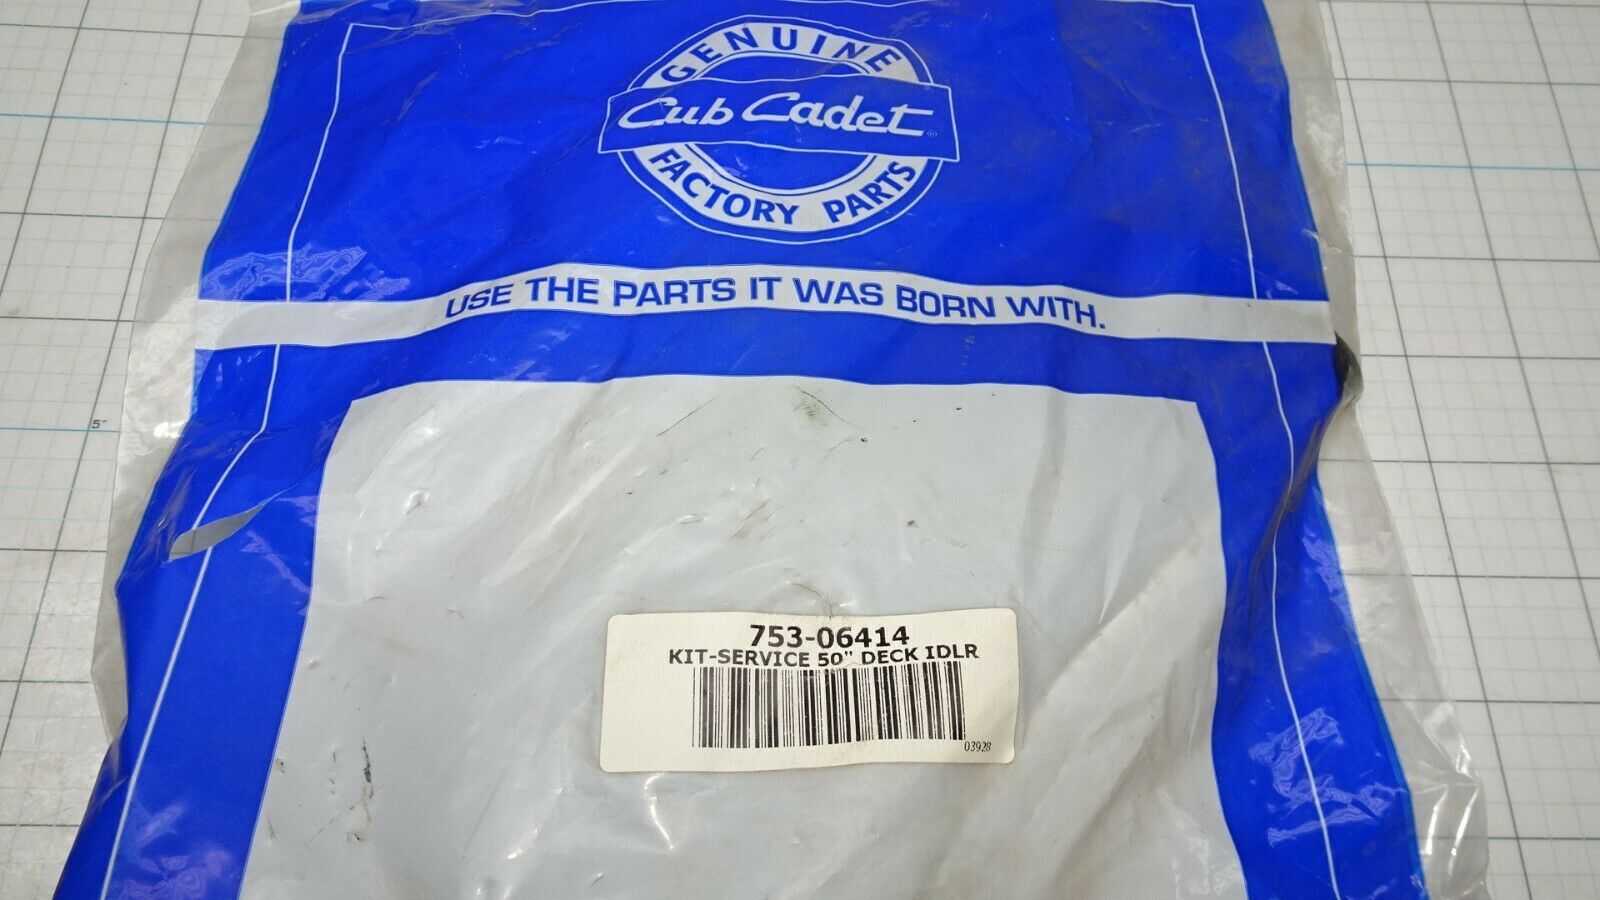 GENUINE
Cub Cadet®
FACTORY PARTS
USE THE PARTS IT WAS BORN WITH.
5"
753-06414
KIT-SERVICE 50" DECK IDLR
03928